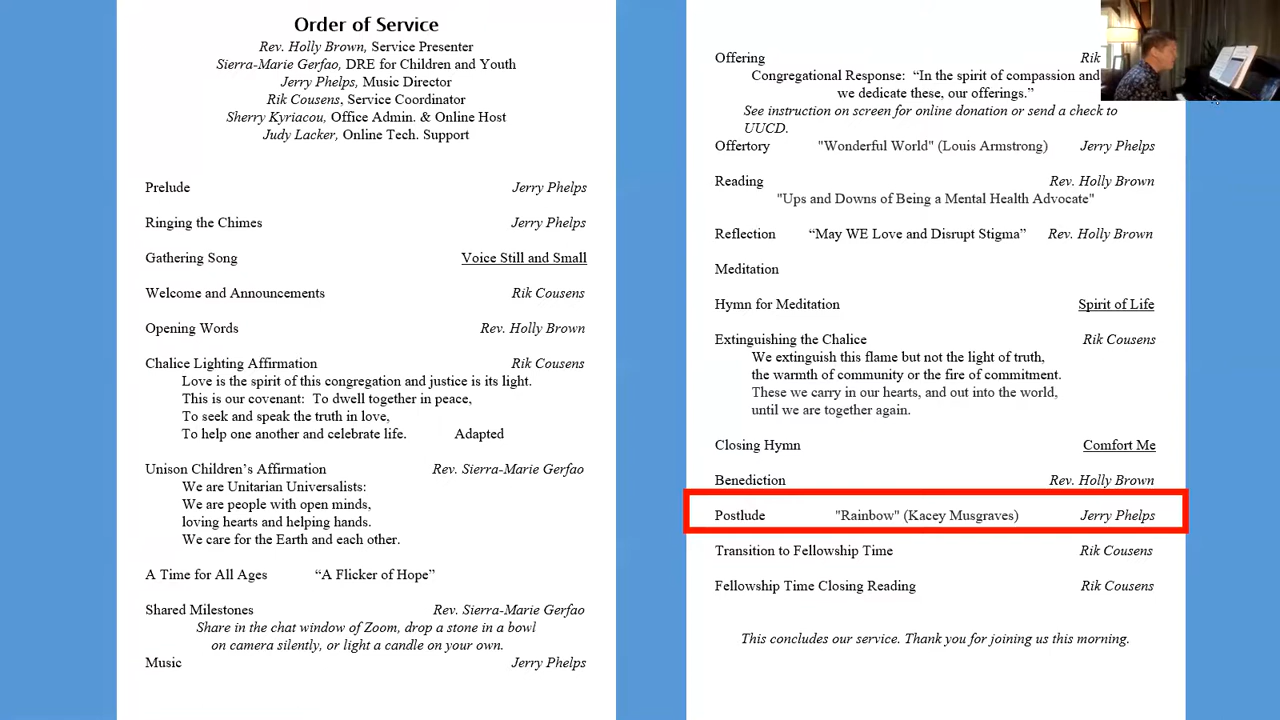 Order of Service
Rev. Holly Brown, Service Presenter
Sierra-Marie Gerfao, DRE for Children and Youth
Jerry Phelps, Music Director
Rik Cousens, Service Coordinator
Sherry Kyriacou, Office Admin. & Online Host
Judy Lacker, Online Tech. Support
Prelude Jerry Phelps
Ringing the Chimes Jerry Phelps
Gathering Song Voice Still and Small
Welcome and Announcements Rik Cousens
Opening Words Rev. Holly Brown
Chalice Lighting Affirmation Rik Cousens
Love is the spirit of this congregation and justice is its light.
This is our covenant: To dwell together in peace,
To seek and speak the truth in love,
To help one another and celebrate life. Adapted
Unison Children’s Affirmation Rev. Sierra-Marie Gerfao
We are Unitarian Universalists:
We are people with open minds,
loving hearts and helping hands.
We care for the Earth and each other.
A Time for All Ages “A Flicker of Hope”
Shared Milestones Rev. Sierra-Marie Gerfao
Share in the chat window of Zoom, drop a stone in a bowl
on camera silently, or light a candle on your own.
Music Jerry Phelps
Offering Rik
Congregational Response: “In the spirit of compassion and
we dedicate these, our offerings.”
See instruction on screen for online donation or send a check to
UUCD.
Offertory "Wonderful World" (Louis Armstrong) Jerry Phelps
Reading Rev. Holly Brown
"Ups and Downs of Being a Mental Health Advocate"
Reflection “May WE Love and Disrupt Stigma” Rev. Holly Brown
Meditation
Hymn for Meditation Spirit of Life
Extinguishing the Chalice Rik Cousens
We extinguish this flame but not the light of truth,
the warmth of community or the fire of commitment.
These we carry in our hearts, and out into the world,
until we are together again.
Closing Hymn Comfort Me
Benediction Rev. Holly Brown
Postlude "Rainbow" (Kacey Musgraves) Jerry Phelps
Transition to Fellowship Time Rik Cousens
Fellowship Time Closing Reading Rik Cousens
This concludes our service. Thank you for joining us this morning.